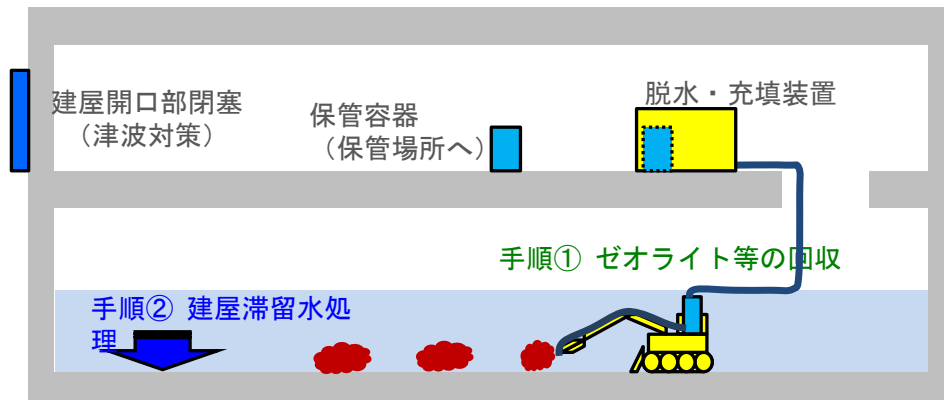 建屋開口部閉塞
（津波対策）
保管容器
（保管場所へ）
脱水・充填装置
手順① ゼオライト等の回収
手順② 建屋滞留水処
理